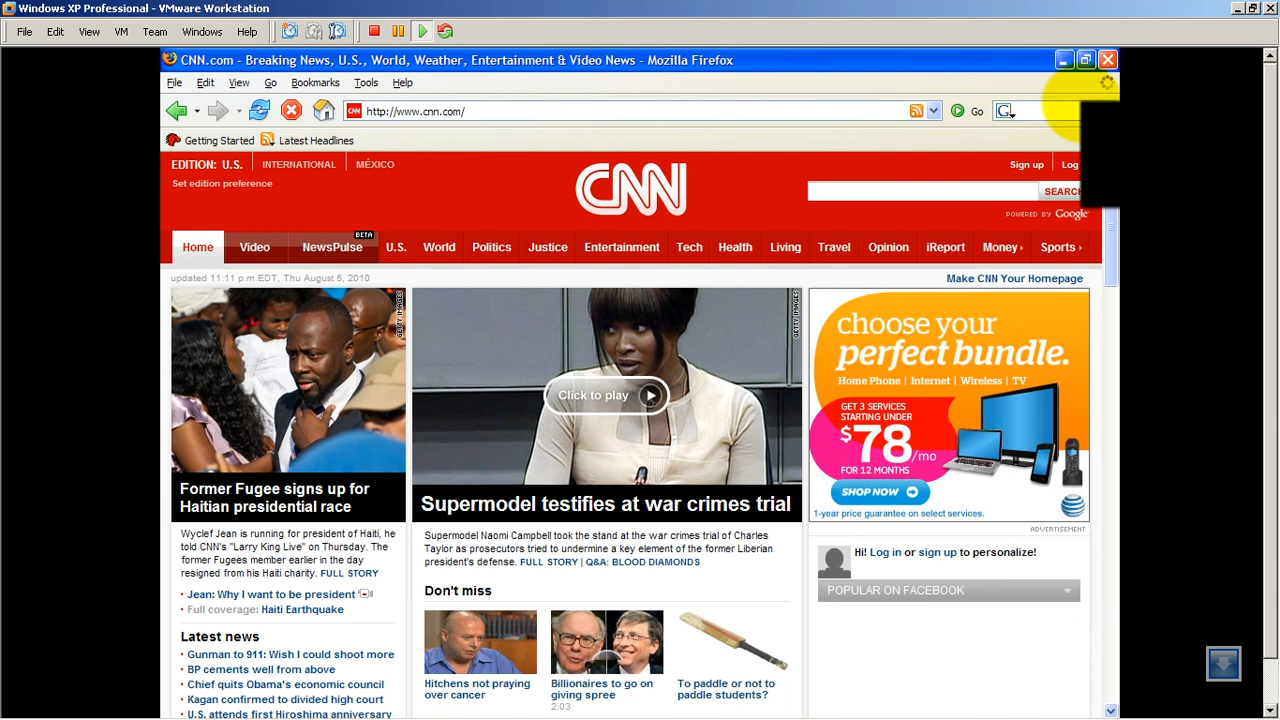 Windows XP Professional - VMware Workstation
File Edit View VM Team Windows Help
CNN.com - Breaking News, U.S., World, Weather, Entertainment & Video News - Mozilla Firefox
File Edit View Go Bookmarks Tools Help
CNN http://www.cnn.com/ Go G
Getting Started Latest Headlines
EDITION: U.S. INTERNATIONAL MÉXICO
Set edition preference
CNN
Sign up Log
SEARCH
POWERED BY Google
BETA
Home Video NewsPulse U.S. World Politics Justice Entertainment Tech Health Living Travel Opinion iReport Money Sports
updated 11:11 p.m.EDT, Thu August 5, 2010
Make CNN Your Homepage
GETTY IMAGES
Former Fugee signs up for
Haitian presidential race
Wyclef Jean is running for president of Haiti, he
told CNN's "Larry King Live" on Thursday. The
former Fugees member earlier in the day
resigned from his Haiti charity. FULL STORY
• Jean: Why I want to be president
• Full coverage: Haiti Earthquake
Latest news
• Gunman to 911: Wish I could shoot more
• BP cements well from above
• Chief quits Obama's economic council
• Kagan confirmed to divided high court
• U.S. attends first Hiroshima anniversary
GETTY IMAGES
Click to play
Supermodel testifies at war crimes trial
Supermodel Naomi Campbell took the stand at the war crimes trial of Charles
Taylor as prosecutors tried to undermine a key element of the former Liberian
president's defense. FULL STORY | Q&A: BLOOD DIAMONDS
Don't miss
Hitchens not praying
over cancer
Billionaires to go on
giving spree
2:03
To paddle or not to
paddle students?
choose your
perfect bundle.
Home Phone | Internet | Wireless | TV
GET 3 SERVICES
STARTING UNDER
$78/mo
FOR 12 MONTHS
SHOP NOW
1-year price guarantee on select services.
at&t
ADVERTISEMENT
Hi! Log in or sign up to personalize!
POPULAR ON FACEBOOK